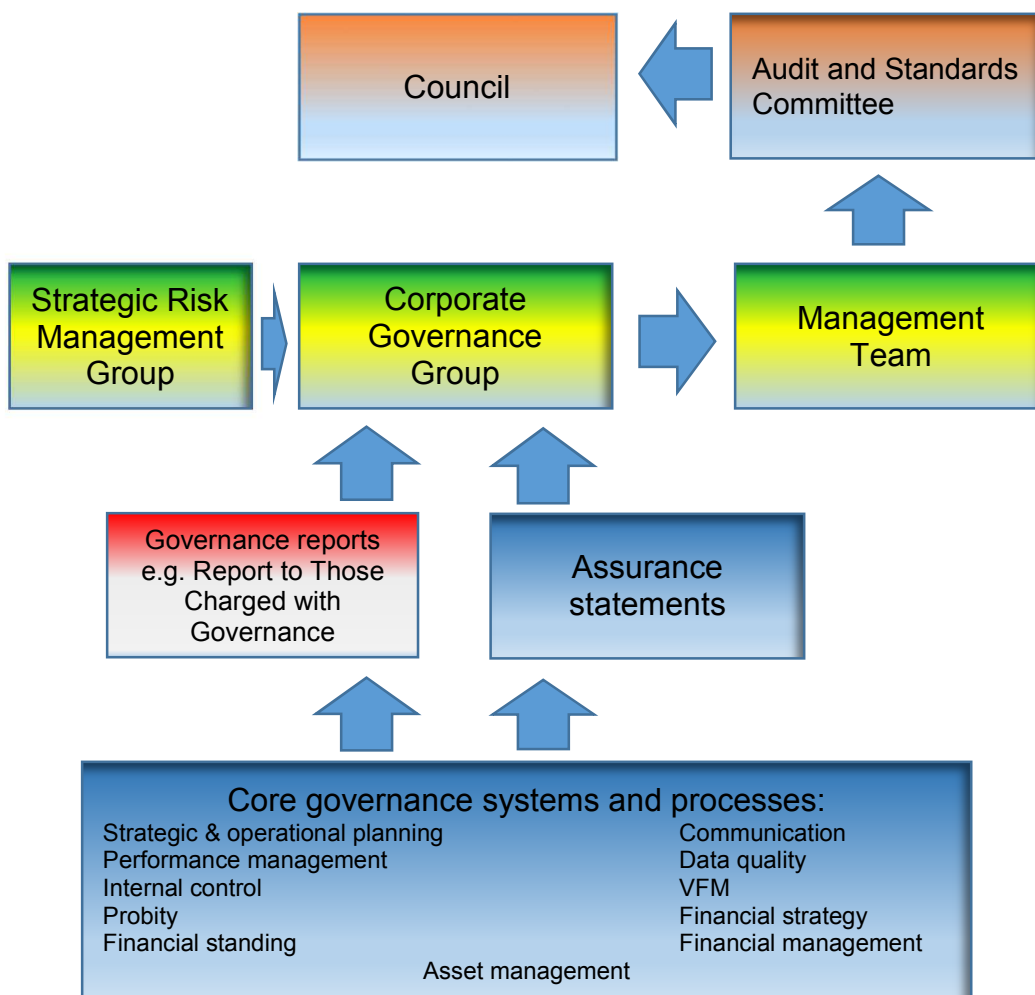 Council
Audit and Standards
Committee
Strategic Risk
Management
Group
Corporate
Governance
Group
Management
Team
Governance reports
e.g. Report to Those
Charged with
Governance
Assurance
statements
Core governance systems and processes:
Strategic & operational planning
Performance management
Internal control
Probity
Financial standing
Communication
Data quality
VFM
Financial strategy
Financial management
Asset management